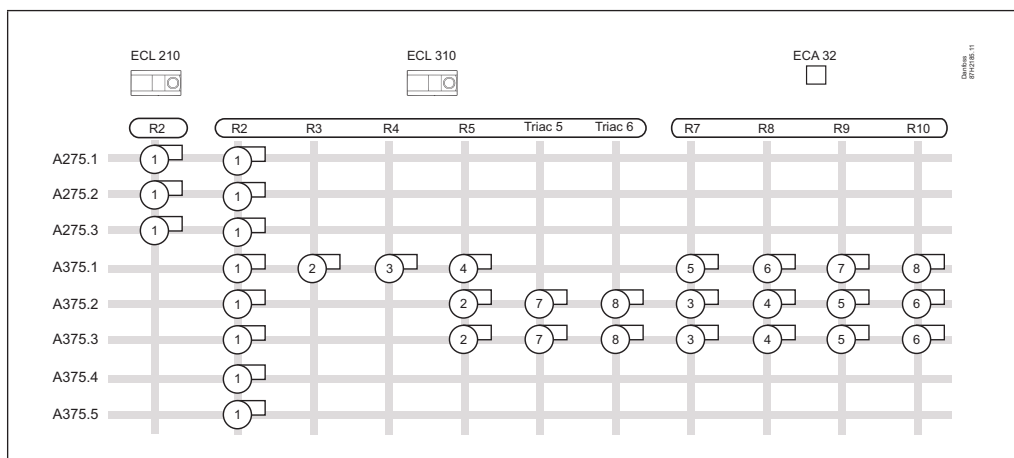 ECL 210 ECL 310 ECA 32
Danfoss
87H2185.11
R2 R2 R3 R4 R5 Triac 5 Triac 6 R7 R8 R9 R10
A275.1 1 1
A275.2 1 1
A275.3 1 1
A375.1 1 2 3 4 5 6 7 8
A375.2 1 2 7 8 3 4 5 6
A375.3 1 2 7 8 3 4 5 6
A375.4 1
A375.5 1